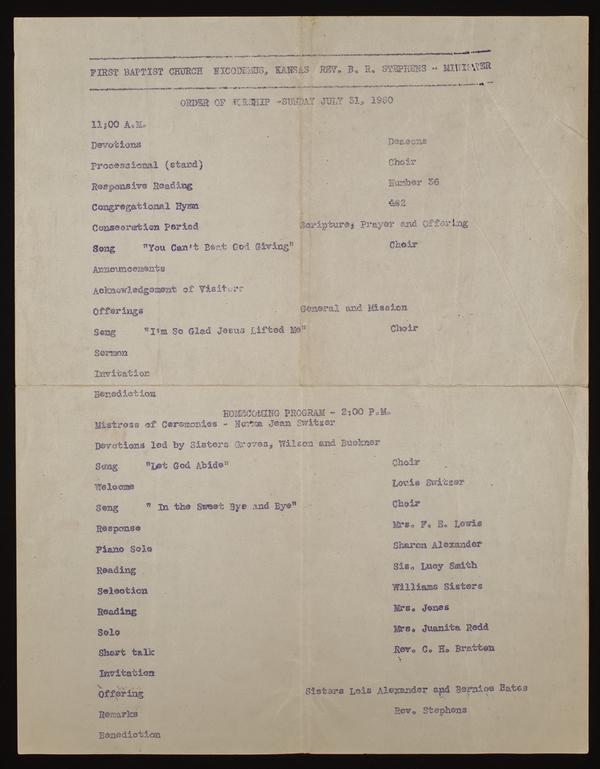 FIRST BAPTIST CHURCH NICODEMUS, KANSAS REV. B. R. STEPHENS - MINISTER
ORDER OF WORSHIP -SUNDAY JULY 31, 1960
11;00 A.M.
Devotions Deacons
Processional (stand) Choir
Responsive Reading Number 36
Congregational Hymn
Consecration Period Scripture, Prayer and Offering
Song "You Can't Beat God Giving" Choir
Announcements
Acknowledgement of Visitors
Offerings General and Mission
Song "I'm So Glad Jesus Lifted Me" Choir
Sermon
Invitation
Benediction
HOMECOMING PROGRAM - 2;00 P.M.
Mistress of Ceremonies - Norma Jean Switzer
Devotions led by Sisters Groves, Wilson and Buckner
Song "Let God Abide" Choir
Welcome Lovie Switzer
Song " In the Sweet Bye and Bye" Choir
Response Mrs. F. E. Lewis
Piano Solo Sharon Alexander
Reading Sis. Lucy Smith
Selection Williams Sisters
Reading Mrs. Jones
Solo Mrs. Juanita Redd
Short talk Rev. C. H. Bratton
Invitation
Offering Sisters Lois Alexander and Bernice Bates
Remarks Rev. Stephens
Benediction